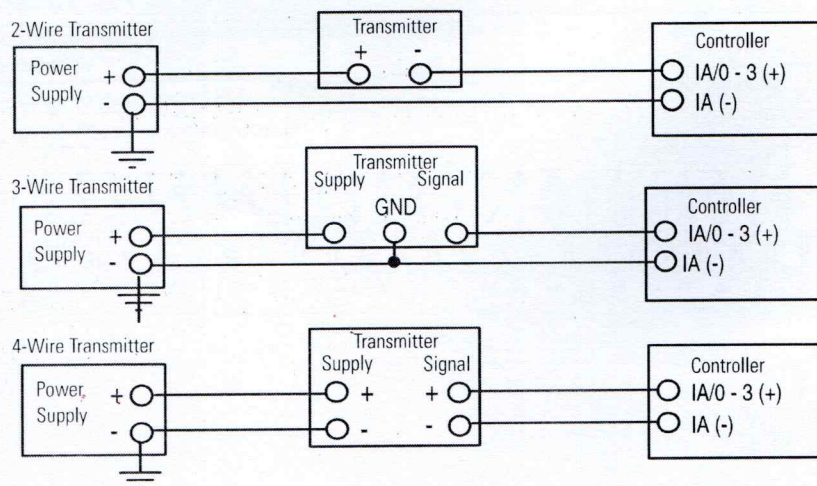 2-Wire Transmitter
Power
Supply
+
-
Transmitter
+ -
Controller
IA/0 - 3 (+)
IA (-)
3-Wire Transmitter
Power
Supply
+
-
Transmitter
Supply Signal
GND
Controller
IA/0 - 3 (+)
IA (-)
4-Wire Transmitter
Power
Supply
+
-
Transmitter
Supply Signal
+ +
- -
Controller
IA/0 - 3 (+)
IA (-)